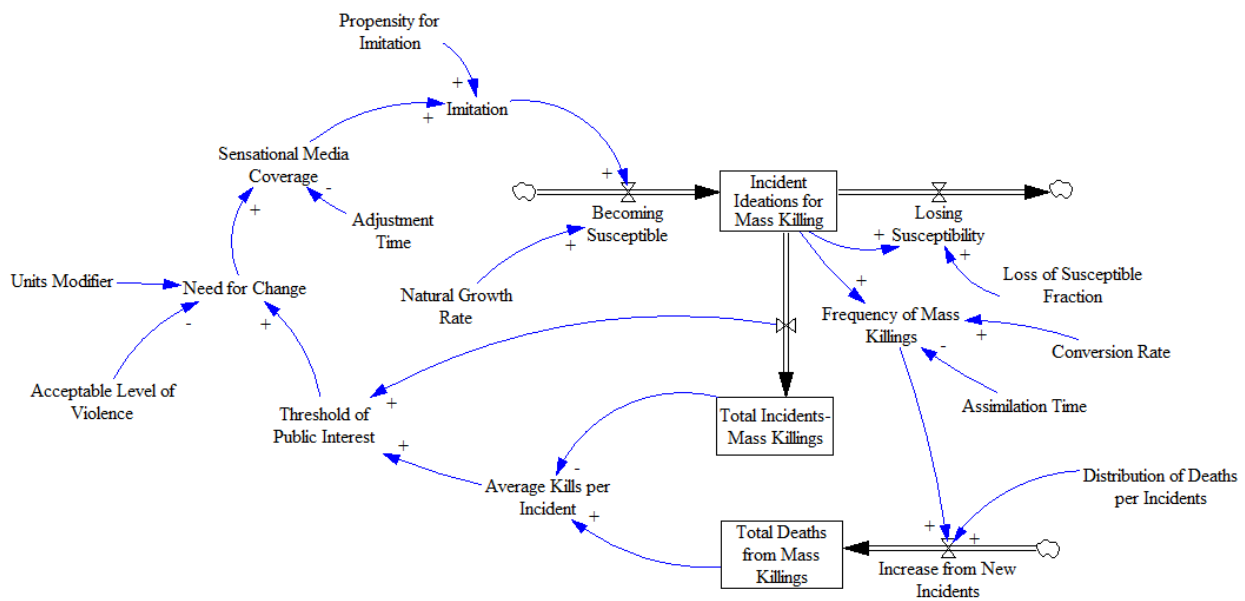 Propensity for
Imitation
+
Imitation
+
Sensational Media
Coverage
-
+
Adjustment
Time
+
Becoming
Susceptible
+
Incident
Ideations for
Mass Killing
Losing
Susceptibility
+
+
Loss of Susceptible
Fraction
Units Modifier
Need for Change
-
+
Natural Growth
Rate
+
Frequency of Mass
Killings
+
-
Conversion Rate
Acceptable Level of
Violence
Threshold of
Public Interest
+
+
Total Incidents-
Mass Killings
Assimilation Time
Average Kills per
Incident
-
+
Distribution of Deaths
per Incidents
Total Deaths
from Mass
Killings
+
+
Increase from New
Incidents